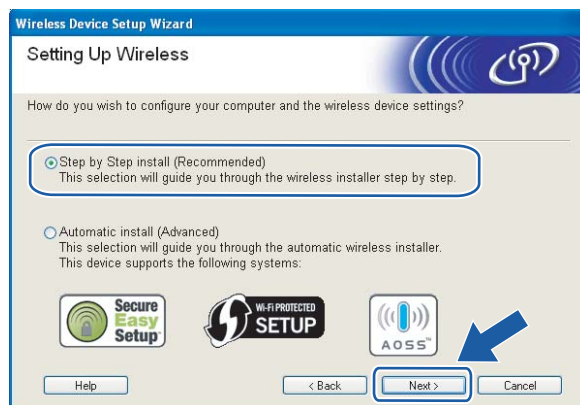 Wireless Device Setup Wizard
Setting Up Wireless
How do you wish to configure your computer and the wireless device settings?
Step by Step install (Recommended)
This selection will guide you through the wireless installer step by step.
Automatic install (Advanced)
This selection will guide you through the automatic wireless installer.
This device supports the following systems:
Secure
Easy
Setup
Wi-Fi PROTECTED
SETUP
AOSS™
Help
< Back
Next >
Cancel